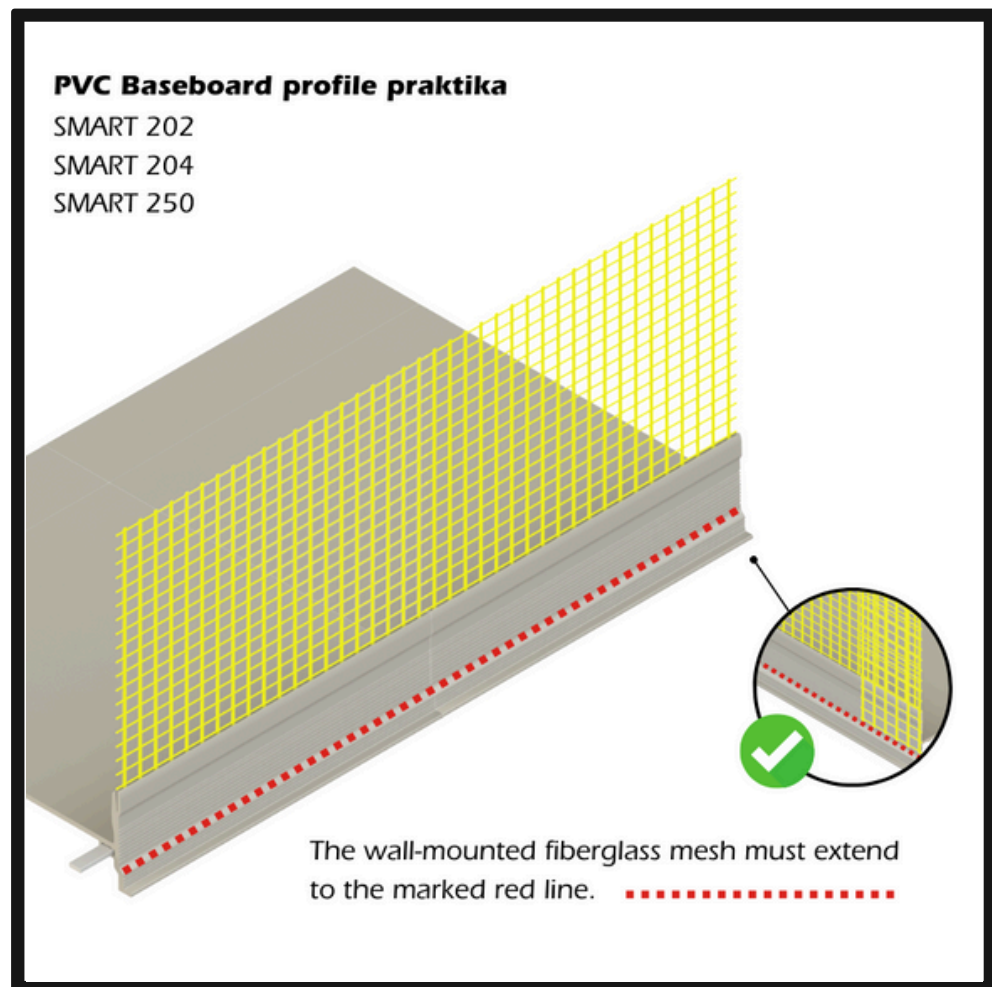 PVC Baseboard profile praktika
SMART 202
SMART 204
SMART 250
The wall-mounted fiberglass mesh must extend
to the marked red line.